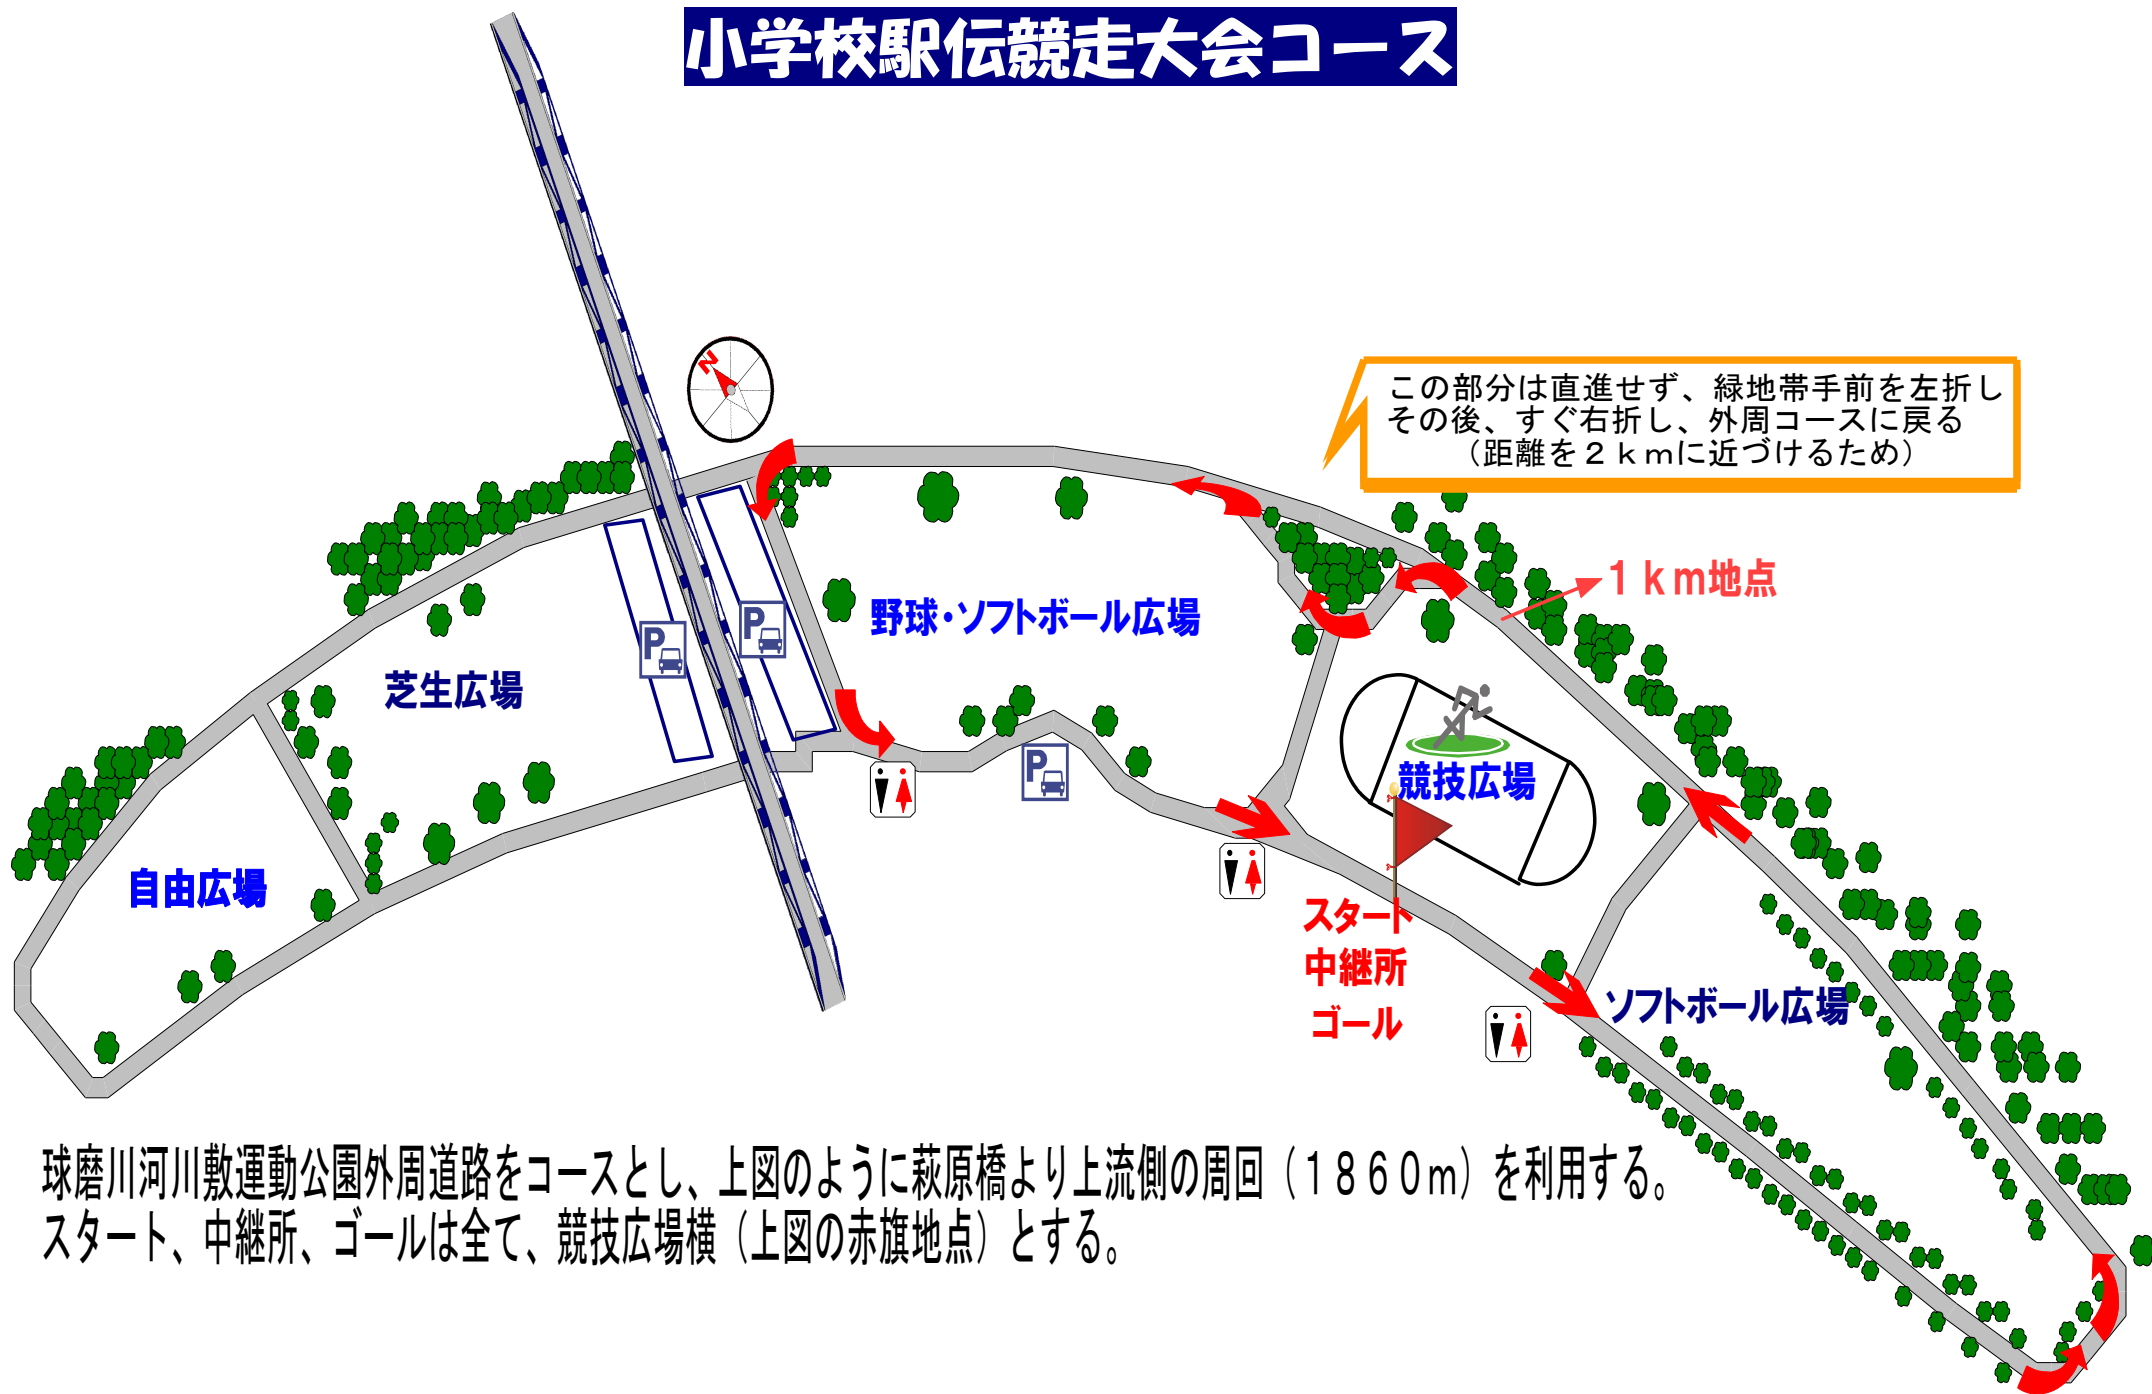 小学校駅伝競走大会コース
N
この部分は直進せず、緑地帯手前を左折し
その後、すぐ右折し、外周コースに戻る
（距離を２ｋｍに近づけるため）
１ｋｍ地点
野球・ソフトボール広場
P
P
芝生広場
P
競技広場
自由広場
スタート
中継所
ゴール
ソフトボール広場
球磨川河川敷運動公園外周道路をコースとし、上図のように萩原橋より上流側の周回（１８６０ｍ）を利用する。
スタート、中継所、ゴールは全て、競技広場横（上図の赤旗地点）とする。